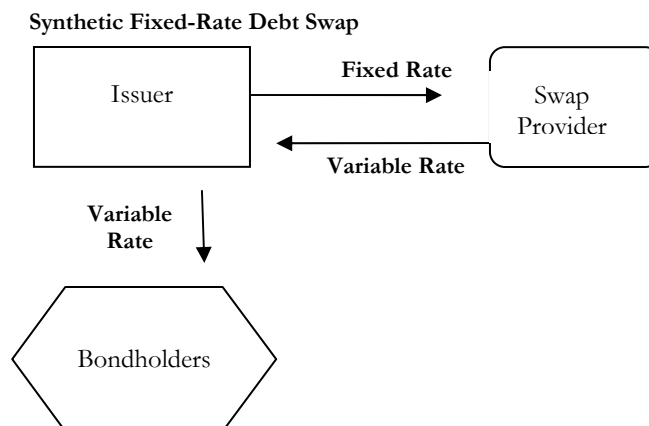 Synthetic Fixed-Rate Debt Swap
Issuer
Fixed Rate
Swap
Provider
Variable Rate
Variable
Rate
Bondholders